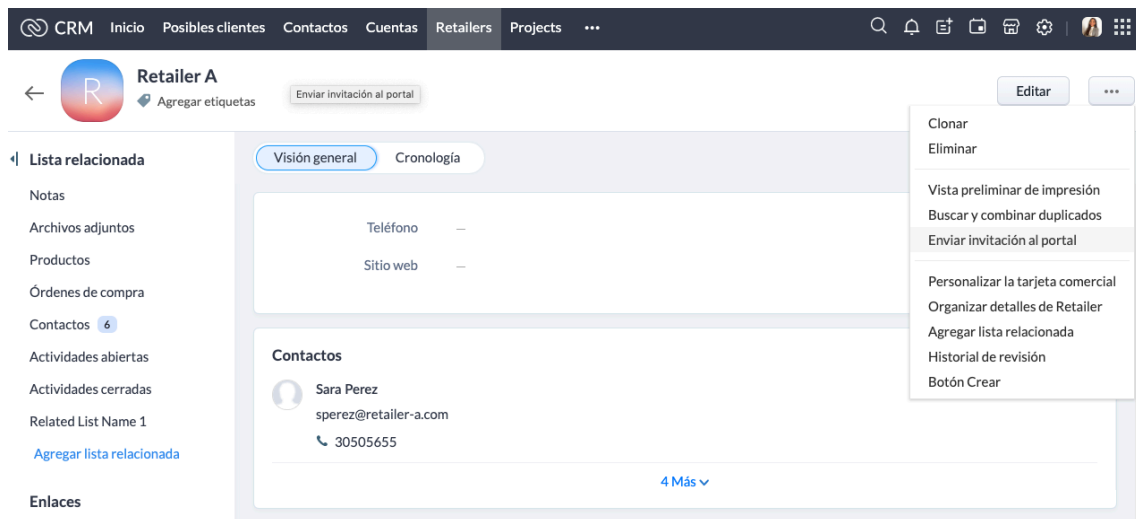 CRM Inicio Posibles clientes Contactos Cuentas Retailers Projects •••
R
Retailer A
Agregar etiquetas
Enviar invitación al portal
Editar
•••
Clonar
Eliminar
Vista preliminar de impresión
Buscar y combinar duplicados
Enviar invitación al portal
Personalizar la tarjeta comercial
Organizar detalles de Retailer
Agregar lista relacionada
Historial de revisión
Botón Crear
Lista relacionada
Notas
Archivos adjuntos
Productos
Órdenes de compra
Contactos 6
Actividades abiertas
Actividades cerradas
Related List Name 1
Agregar lista relacionada
Enlaces
Visión general Cronología
Teléfono —
Sitio web —
Contactos
Sara Perez
sperez@retailer-a.com
30505655
4 Más